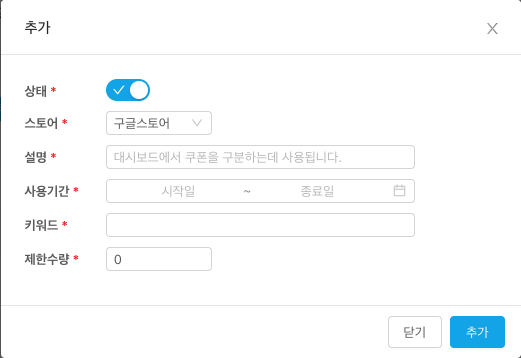 추가
상태 *
스토어 * 구글스토어
설명 * 대시보드에서 쿠폰을 구분하는데 사용됩니다.
사용기간 * 시작일 ~ 종료일
키워드 *
제한수량 * 0
닫기 추가